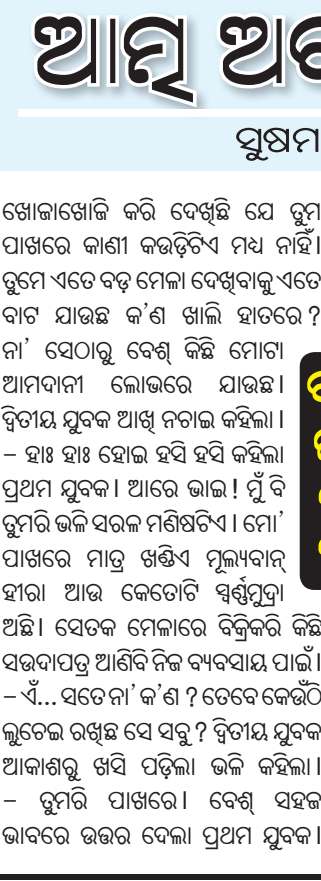 ଆତ୍ମ
ସୁଷମ
ଖୋଜାଖୋଜି କରି ଦେଖିଛି ଯେ ତୁମ
ପାଖରେ କାଣୀ କଉଡ଼ିଟିଏ ମଧ୍ୟ ନାହିଁ।
ତୁମେ ଏତେ ବଡ଼ ମେଳା ଦେଖିବାକୁ ଏତେ
ବାଟ ଯାଉଛ କ'ଣ ଖାଲି ହାତରେ ?
ନା' ସେଠାରୁ ବେଶ୍ କିଛି ମୋଟା
ଆମଦାନୀ ଲୋଭରେ ଯାଉଛ।
ଦ୍ୱିତୀୟ ଯୁବକ ଆଖି ନଚାଇ କହିଲା।
– ହାଃ ହାଃ ହୋଇ ହସି ହସି କହିଲା
ପ୍ରଥମ ଯୁବକ। ଆରେ ଭାଇ ! ମୁଁ ବି
ତୁମରି ଭଳି ସରଳ ମଣିଷଟିଏ। ମୋ'
ପାଖରେ ମାତ୍ର ଖଣ୍ଡିଏ ମୂଲ୍ୟବାନ୍
ହୀରା ଆଉ କେତୋଟି ସ୍ୱର୍ଣ୍ଣମୁଦ୍ରା
ଅଛି। ସେତକ ମେଳାରେ ବିକ୍ରିକରି କିଛି
ସଉଦାପତ୍ର ଆଣିବି ନିଜ ବ୍ୟବସାୟ ପାଇଁ।
– ଏଁ... ସତେ ନା' କ'ଣ ? ତେବେ କେଉଁଠି
ଲୁଚେଇ ରଖିଛ ସେ ସବୁ ? ଦ୍ୱିତୀୟ ଯୁବକ
ଆକାଶରୁ ଖସି ପଡ଼ିଲା ଭଳି କହିଲା।
– ତୁମରି ପାଖରେ। ବେଶ୍ ସହଜ
ଭାବରେ ଉତ୍ତର ଦେଲା ପ୍ରଥମ ଯୁବକ।